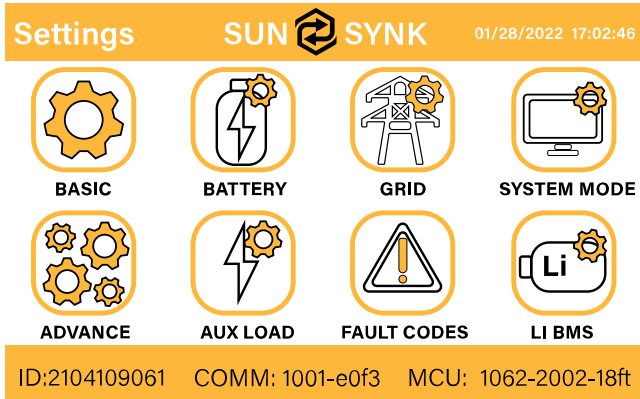 Settings SUN SYNK 01/28/2022 17:02:46
BASIC BATTERY GRID SYSTEM MODE
Li
ADVANCE AUX LOAD FAULT CODES LI BMS
ID:2104109061 COMM: 1001-e0f3 MCU: 1062-2002-18ft